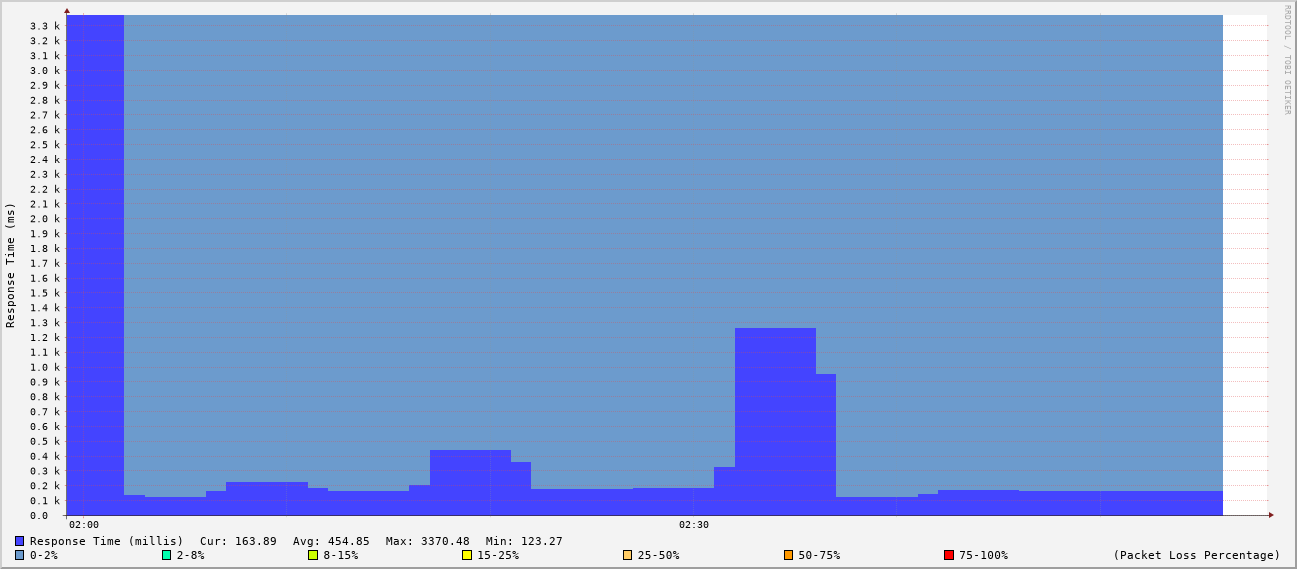 RRDTOOL / TOBI OETIKER
Response Time (ms)
3.3 k
3.2 k
3.1 k
3.0 k
2.9 k
2.8 k
2.7 k
2.6 k
2.5 k
2.4 k
2.3 k
2.2 k
2.1 k
2.0 k
1.9 k
1.8 k
1.7 k
1.6 k
1.5 k
1.4 k
1.3 k
1.2 k
1.1 k
1.0 k
0.9 k
0.8 k
0.7 k
0.6 k
0.5 k
0.4 k
0.3 k
0.2 k
0.1 k
0.0
02:00 02:30
Response Time (millis) Cur: 163.89 Avg: 454.85 Max: 3370.48 Min: 123.27
0-2% 2-8% 8-15% 15-25% 25-50% 50-75% 75-100% (Packet Loss Percentage)